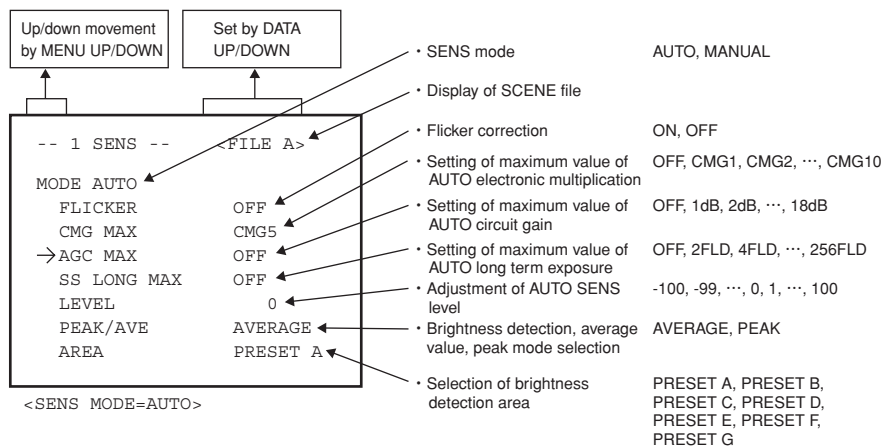 Up/down movement
by MENU UP/DOWN
Set by DATA
UP/DOWN
-- 1 SENS -- <FILE A>
MODE AUTO
FLICKER OFF
CMG MAX CMG5
→AGC MAX OFF
SS LONG MAX OFF
LEVEL 0
PEAK/AVE AVERAGE
AREA PRESET A
<SENS MODE=AUTO>
・SENS mode AUTO, MANUAL
・Display of SCENE file
・Flicker correction ON, OFF
・Setting of maximum value of OFF, CMG1, CMG2, ⋯, CMG10
AUTO electronic multiplication
・Setting of maximum value of OFF, 1dB, 2dB, ⋯, 18dB
AUTO circuit gain
・Setting of maximum value of OFF, 2FLD, 4FLD, ⋯, 256FLD
AUTO long term exposure
・Adjustment of AUTO SENS -100, -99, ⋯, 0, 1, ⋯, 100
level
・Brightness detection, average AVERAGE, PEAK
value, peak mode selection
・Selection of brightness PRESET A, PRESET B,
detection area PRESET C, PRESET D,
PRESET E, PRESET F,
PRESET G